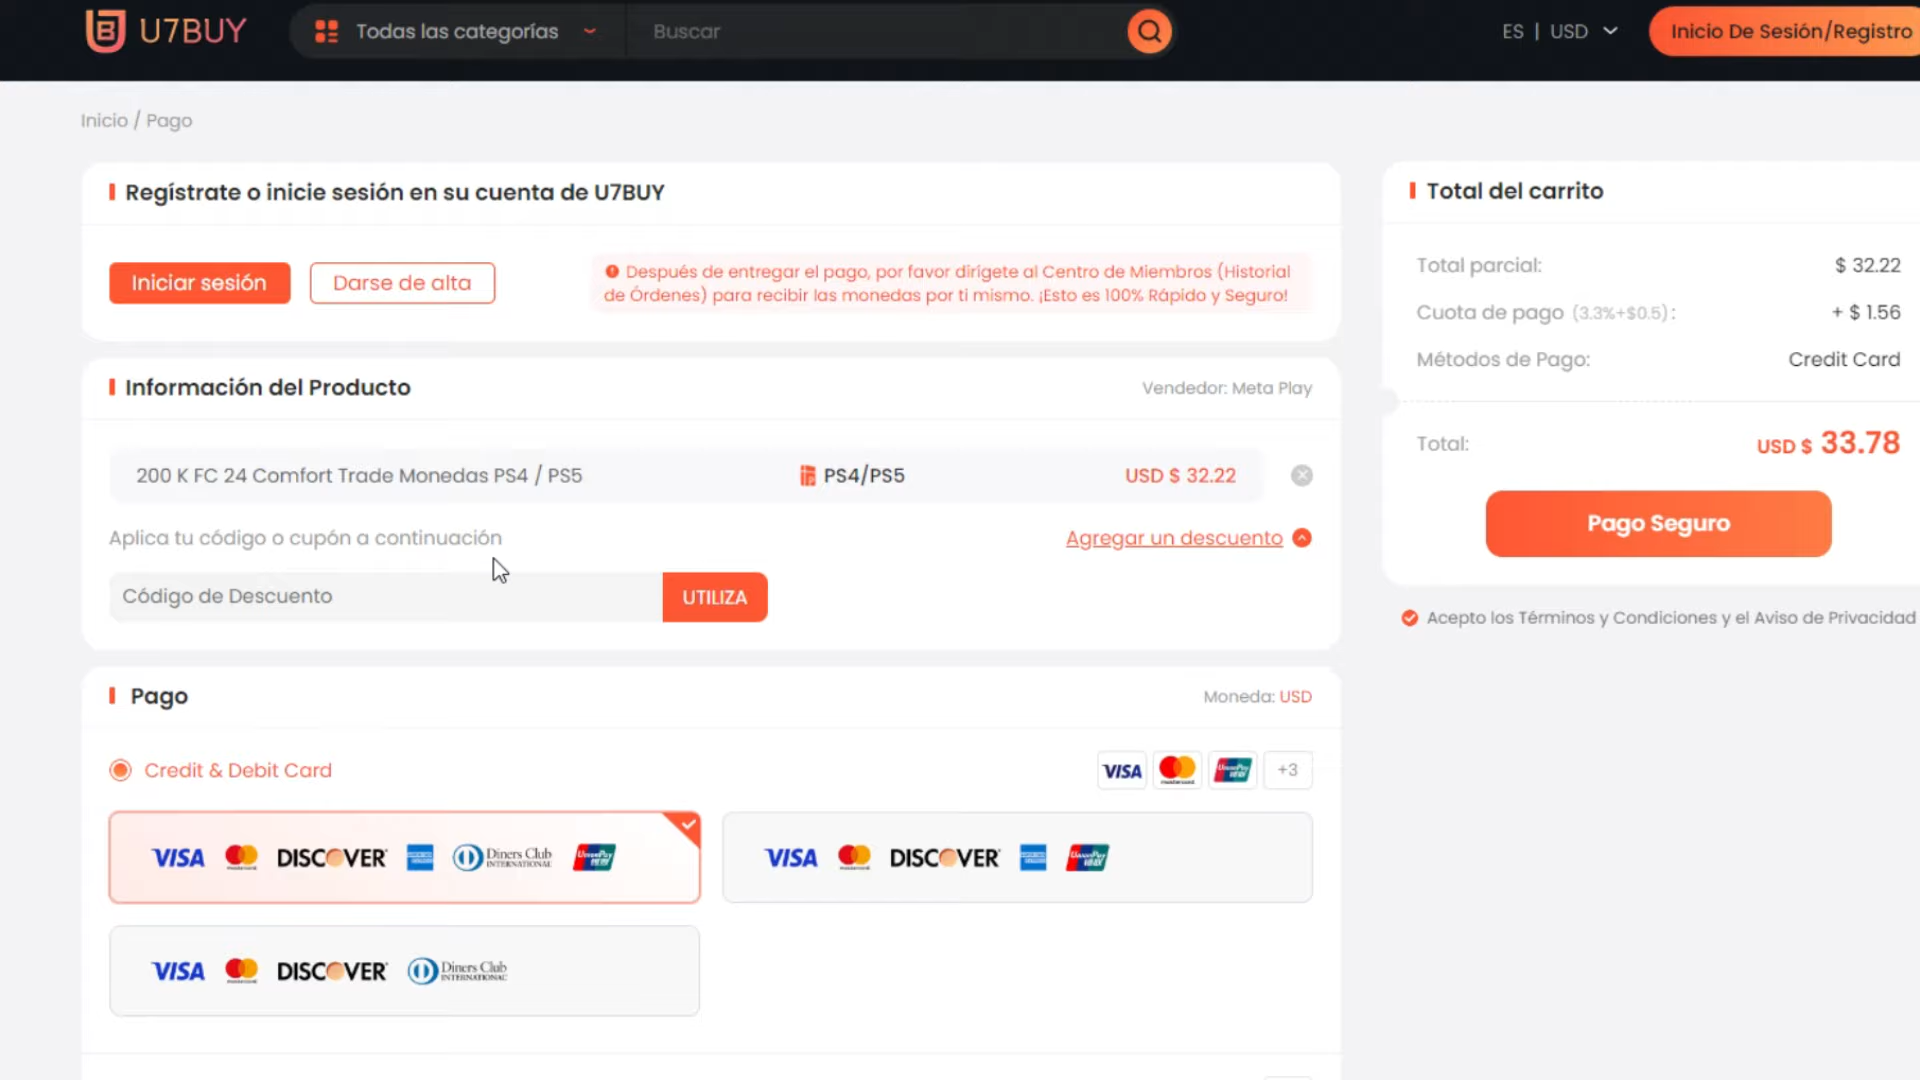 U7BUY
Todas las categorías
Buscar
ES | USD
Inicio De Sesión/Registro
Inicio / Pago
Regístrate o inicie sesión en su cuenta de U7BUY
Iniciar sesión
Darse de alta
Después de entregar el pago, por favor dirígete al Centro de Miembros (Historial
de Órdenes) para recibir las monedas por ti mismo. ¡Esto es 100% Rápido y Seguro!
Información del Producto
Vendedor: Meta Play
200 K FC 24 Comfort Trade Monedas PS4 / PS5
PS4/PS5
USD $ 32.22
Aplica tu código o cupón a continuación
Agregar un descuento
Código de Descuento
UTILIZA
Pago
Moneda: USD
Credit & Debit Card
VISA mastercard UnionPay +3
VISA DISCOVER Diners Club INTERNATIONAL UnionPay
VISA DISCOVER UnionPay
VISA DISCOVER Diners Club INTERNATIONAL
Total del carrito
Total parcial: $ 32.22
Cuota de pago (3.3%+$0.5): + $ 1.56
Métodos de Pago: Credit Card
Total: USD $ 33.78
Pago Seguro
Acepto los Términos y Condiciones y el Aviso de Privacidad